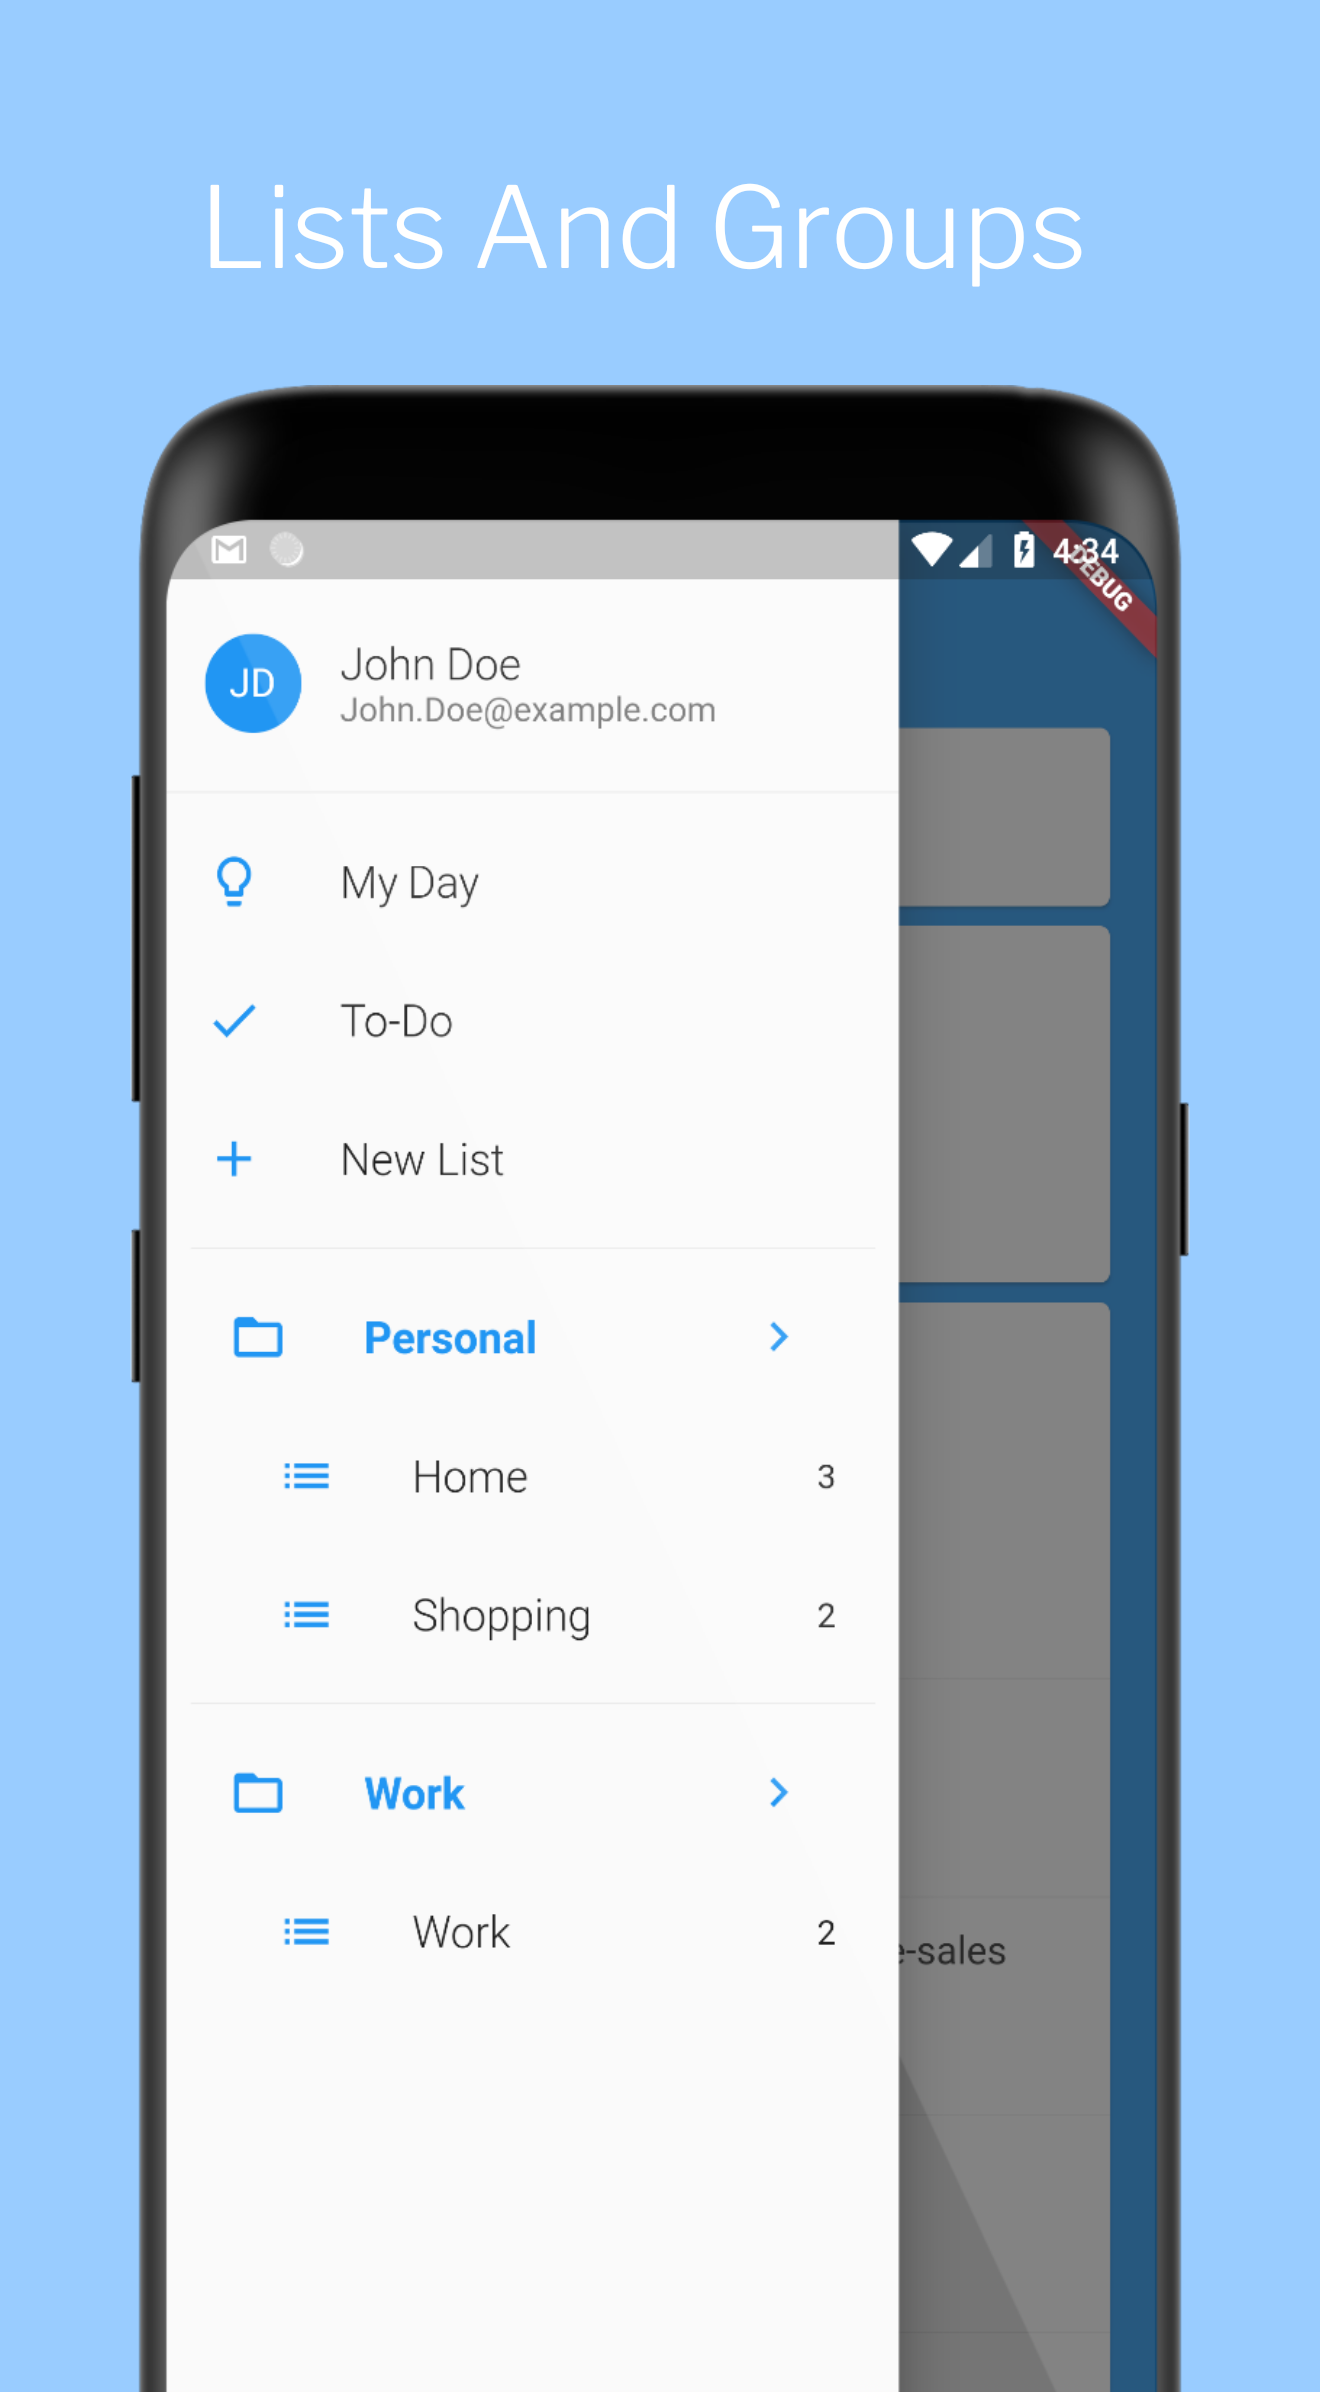 Lists And Groups
4:34
DEBUG
JD
John Doe
John.Doe@example.com
My Day
To-Do
New List
Personal
Home 3
Shopping 2
Work
Work 2
e-sales